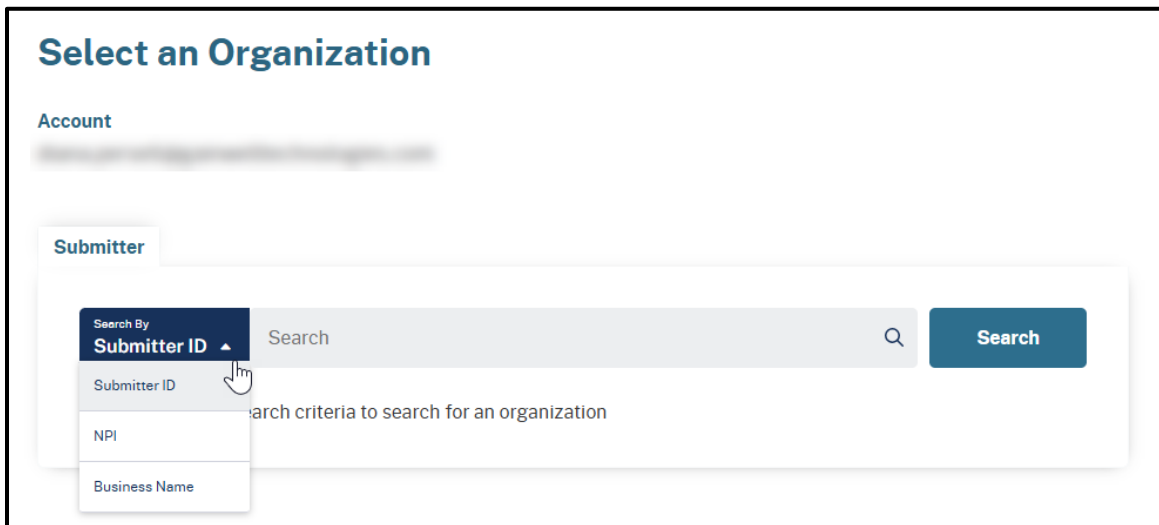 Select an Organization
Account
Submitter
Search By
Submitter ID
Search
Search
Submitter ID
criteria to search for an organization
NPI
Business Name